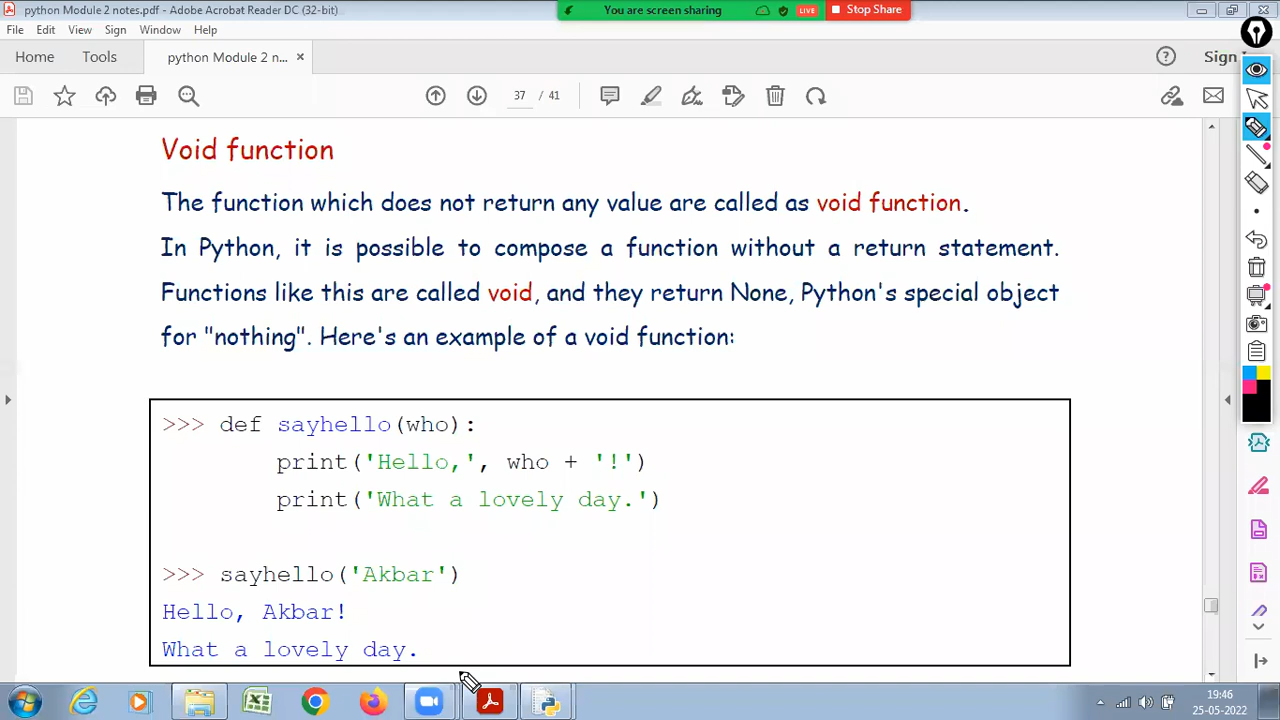 python Module 2 notes.pdf - Adobe Acrobat Reader DC (32-bit)
You are screen sharing
LIVE
Stop Share
File Edit View Sign Window Help
Home Tools python Module 2 n... × Sign
37 / 41
Void function
The function which does not return any value are called as void function.
In Python, it is possible to compose a function without a return statement.
Functions like this are called void, and they return None, Python's special object
for "nothing". Here's an example of a void function:
>>> def sayhello(who):
print('Hello,', who + '!')
print('What a lovely day.')
>>> sayhello('Akbar')
Hello, Akbar!
What a lovely day.
19:46
25-05-2022